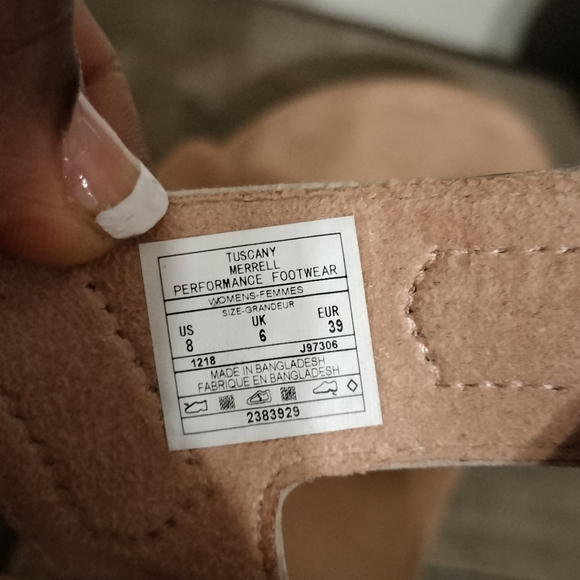 TUSCANY
MERRELL
PERFORMANCE FOOTWEAR
WOMENS-FEMMES
SIZE-GRANDEUR
US UK EUR
8 6 39
1218 J97306
MADE IN BANGLADESH
FABRIQUE EN BANGLADESH
2383929